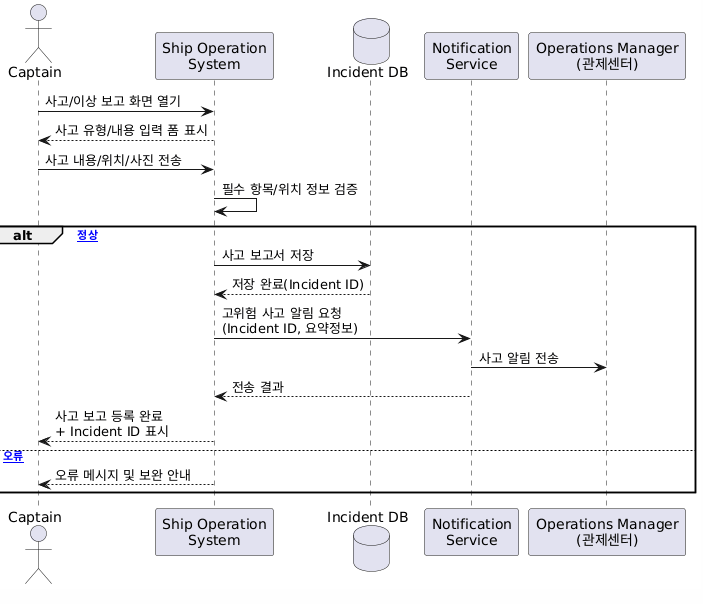 Captain
Ship Operation
System
Incident DB
Notification
Service
Operations Manager
(관제센터)
사고/이상 보고 화면 열기
사고 유형/내용 입력 폼 표시
사고 내용/위치/사진 전송
필수 항목/위치 정보 검증
alt
정상
사고 보고서 저장
저장 완료(Incident ID)
고위험 사고 알림 요청
(Incident ID, 요약정보)
사고 알림 전송
전송 결과
사고 보고 등록 완료
+ Incident ID 표시
오류
오류 메시지 및 보완 안내
Captain
Ship Operation
System
Incident DB
Notification
Service
Operations Manager
(관제센터)